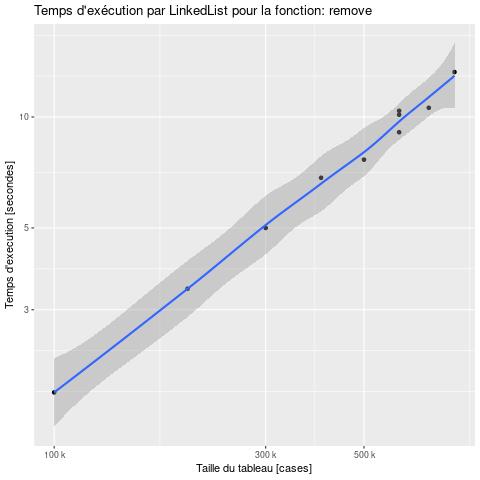 Temps d'exécution par LinkedList pour la fonction: remove
10
5
3
Temps d'execution [secondes]
100 k
300 k
500 k
Taille du tableau [cases]